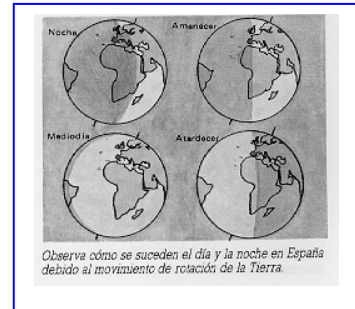 Noche
Amanecer
Mediodía
Atardecer
Observa cómo se suceden el día y la noche en España
debido al movimiento de rotación de la Tierra.